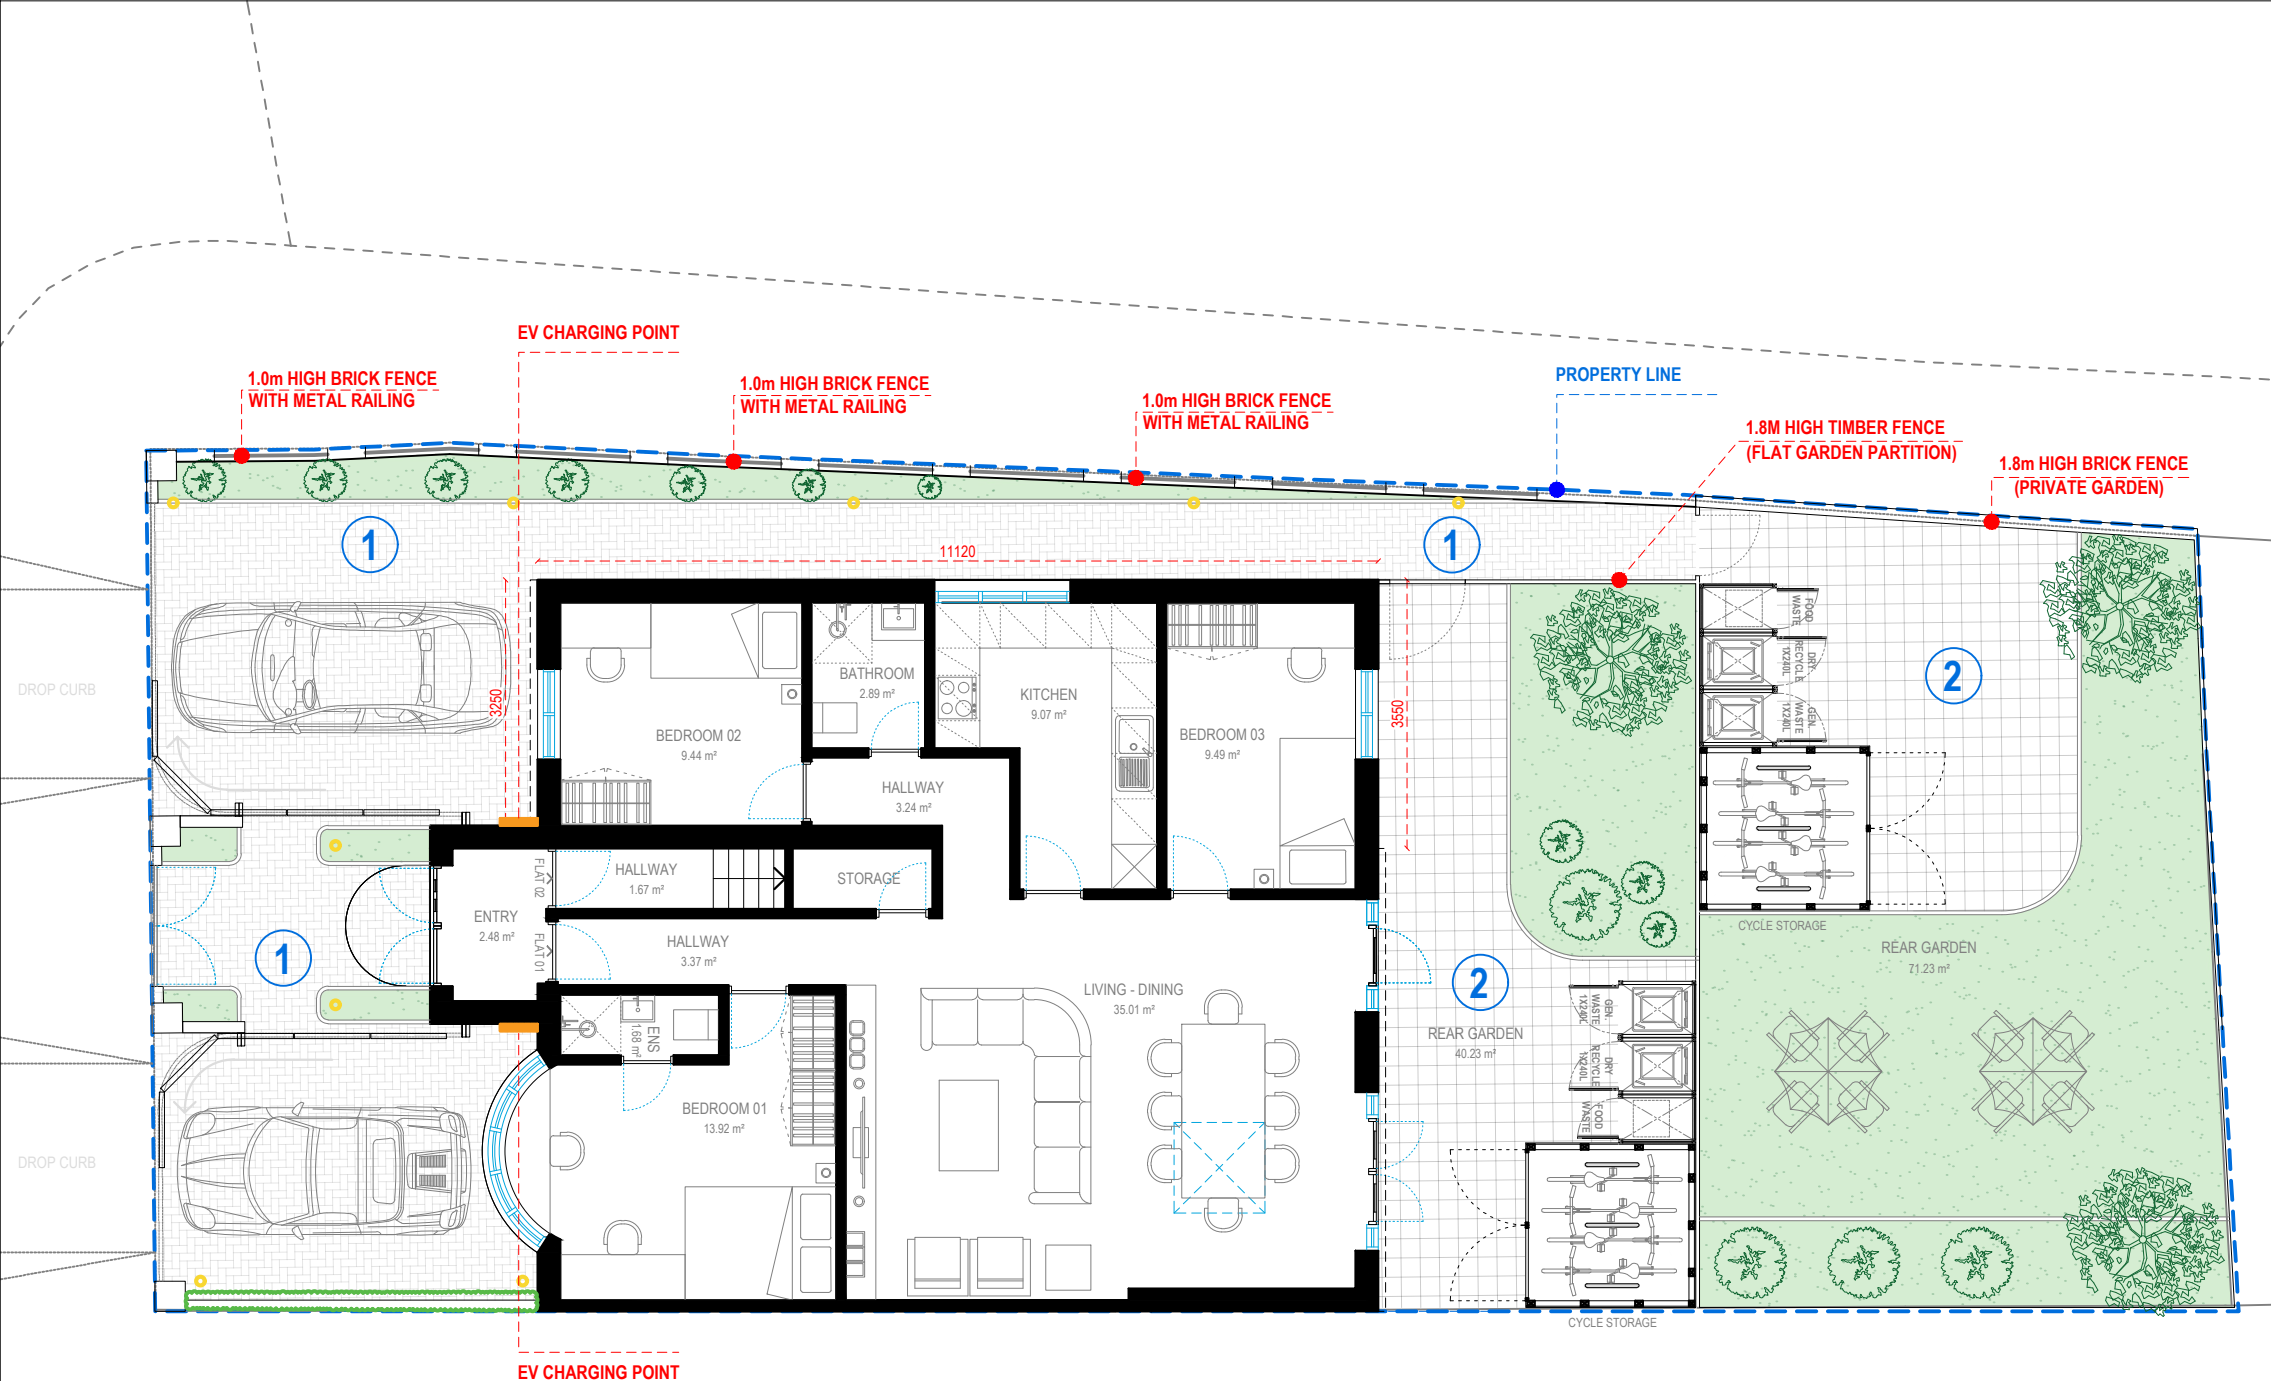 EV CHARGING POINT
1.0m HIGH BRICK FENCE
WITH METAL RAILING
1.0m HIGH BRICK FENCE
WITH METAL RAILING
1.0m HIGH BRICK FENCE
WITH METAL RAILING
PROPERTY LINE
1.8M HIGH TIMBER FENCE
(FLAT GARDEN PARTITION)
1.8m HIGH BRICK FENCE
(PRIVATE GARDEN)
1
1
11120
3250
3550
DROP CURB
BEDROOM 02
9.44 m²
BATHROOM
2.89 m²
KITCHEN
9.07 m²
BEDROOM 03
9.49 m²
HALLWAY
3.24 m²
FOOD
WASTE
DRY
RECYCLE
1X240L
GEN.
WASTE
1X240L
2
FLAT 02
HALLWAY
1.67 m²
STORAGE
ENTRY
2.48 m²
FLAT 01
HALLWAY
3.37 m²
1
CYCLE STORAGE
REAR GARDEN
71.23 m²
LIVING - DINING
35.01 m²
2
REAR GARDEN
40.23 m²
GEN.
WASTE
1X240L
DRY
RECYCLE
1X240L
FOOD
WASTE
ENS
1.68 m²
BEDROOM 01
13.92 m²
DROP CURB
CYCLE STORAGE
EV CHARGING POINT